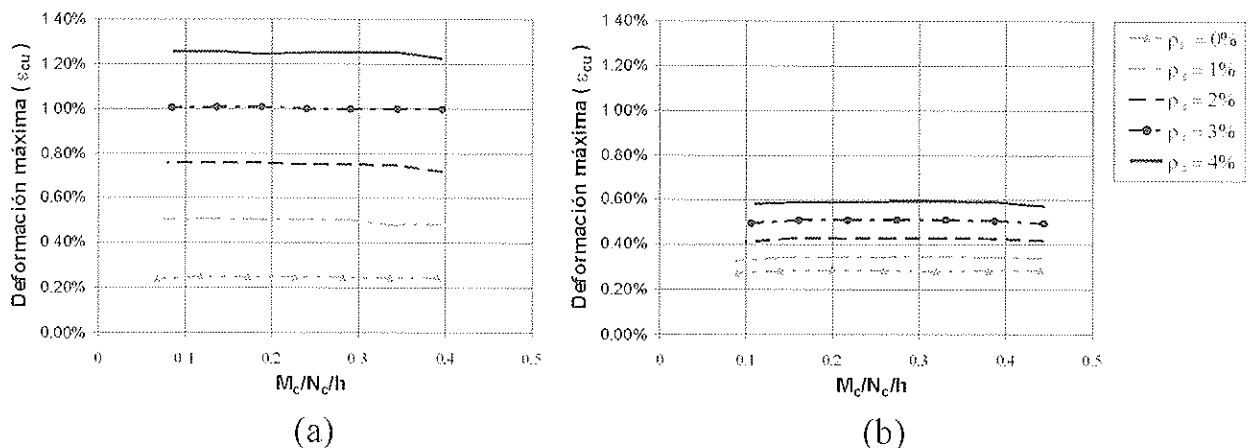 1.40%
1.20%
1.00%
0.80%
0.60%
0.40%
0.20%
0.00%
Deformación máxima ( εcu)
0
0.1
0.2
0.3
0.4
0.5
Mc/Nc/h
(a)
1.40%
1.20%
1.00%
0.80%
0.60%
0.40%
0.20%
0.00%
Deformación máxima ( εcu)
0
0.1
0.2
0.3
0.4
0.5
Mc/Nc/h
(b)
ρs = 0%
ρs = 1%
ρs = 2%
ρs = 3%
ρs = 4%